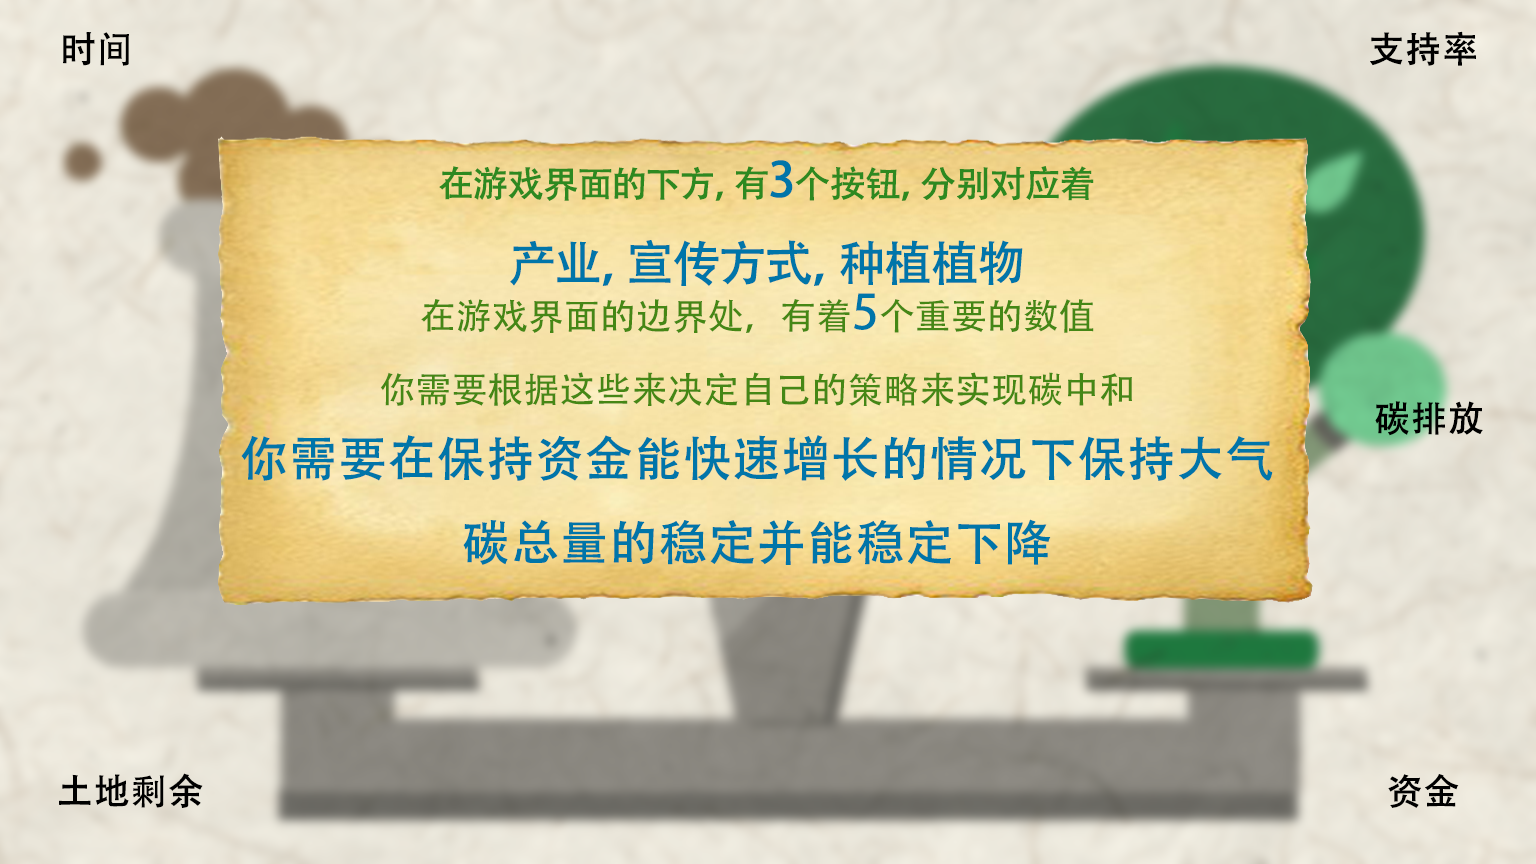 时间
支持率
在游戏界面的下方, 有3个按钮, 分别对应着
产业, 宣传方式, 种植植物
在游戏界面的边界处, 有着5个重要的数值
你需要根据这些来决定自己的策略来实现碳中和
碳排放
你需要在保持资金能快速增长的情况下保持大气
碳总量的稳定并能稳定下降
土地剩余
资金